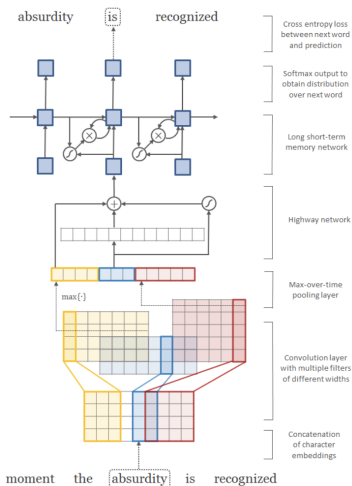 absurdity is recognized
Cross entropy loss
between next word
and prediction
Softmax output to
obtain distribution
over next word
Long short-term
memory network
Highway network
Max-over-time
pooling layer
max{·}
Convolution layer
with multiple filters
of different widths
Concatenation
of character
embeddings
moment the absurdity is recognized